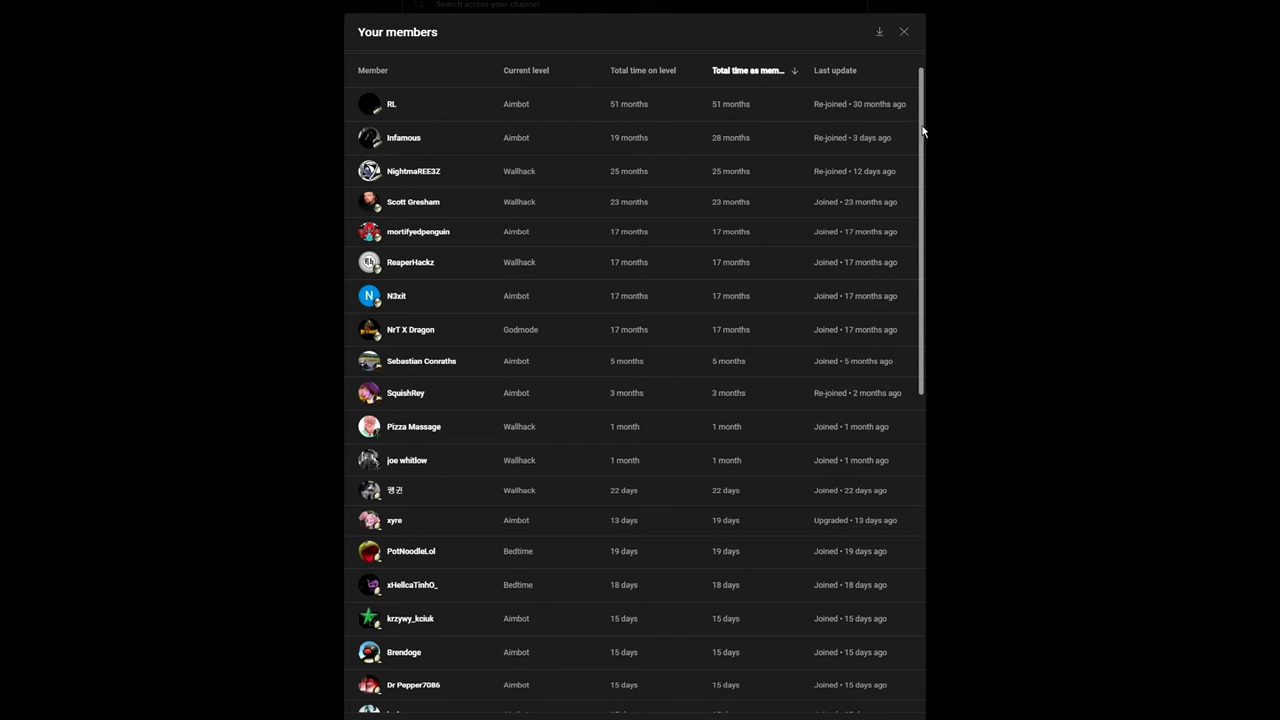 Search across your channel
Your members
Member Current level Total time on level Total time as mem... Last update
RL Aimbot 51 months 51 months Re-joined • 30 months ago
Infamous Aimbot 19 months 28 months Re-joined • 3 days ago
NightmaREE3Z Wallhack 25 months 25 months Re-joined • 12 days ago
Scott Gresham Wallhack 23 months 23 months Joined • 23 months ago
mortifyedpenguin Aimbot 17 months 17 months Joined • 17 months ago
ReaperHackz Wallhack 17 months 17 months Joined • 17 months ago
N N3xit Aimbot 17 months 17 months Joined • 17 months ago
NrT X Dragon Godmode 17 months 17 months Joined • 17 months ago
Sebastian Conraths Aimbot 5 months 5 months Joined • 5 months ago
SquishRey Aimbot 3 months 3 months Re-joined • 2 months ago
Pizza Massage Wallhack 1 month 1 month Joined • 1 month ago
joe whitlow Wallhack 1 month 1 month Joined • 1 month ago
Wallhack 22 days 22 days Joined • 22 days ago
xyre Aimbot 13 days 19 days Upgraded • 13 days ago
PotNoodleLol Bedtime 19 days 19 days Joined • 19 days ago
xHellcaTinhO_ Bedtime 18 days 18 days Joined • 18 days ago
krzywy_kciuk Aimbot 15 days 15 days Joined • 15 days ago
Brendoge Aimbot 15 days 15 days Joined • 15 days ago
Dr Pepper7086 Aimbot 15 days 15 days Joined • 15 days ago